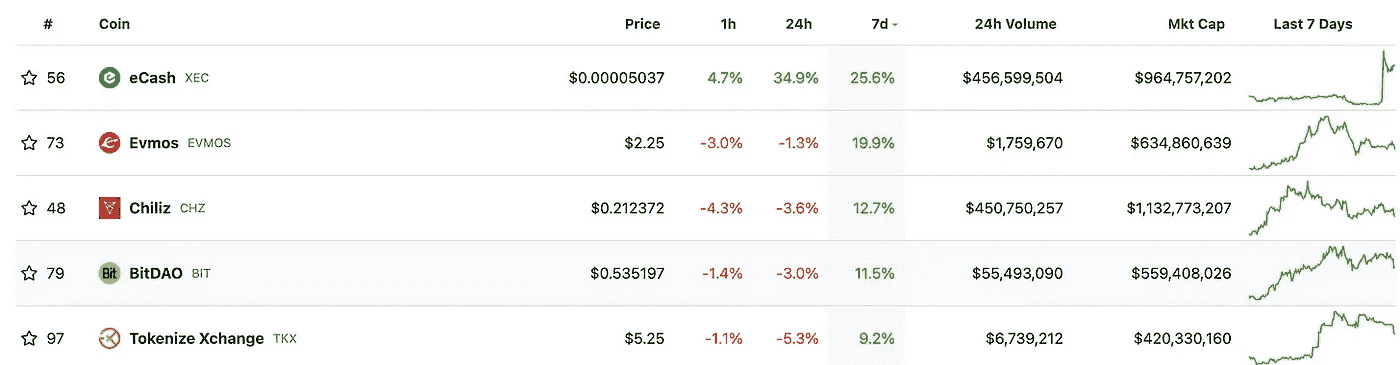 # Coin Price 1h 24h 7d 24h Volume Mkt Cap Last 7 Days
56 eCash XEC $0.00005037 4.7% 34.9% 25.6% $456,599,504 $964,757,202
73 Evmos EVMOS $2.25 -3.0% -1.3% 19.9% $1,759,670 $634,860,639
48 Chiliz CHZ $0.212372 -4.3% -3.6% 12.7% $450,750,257 $1,132,773,207
79 Bit BitDAO BIT $0.535197 -1.4% -3.0% 11.5% $55,493,090 $559,408,026
97 Tokenize Xchange TKX $5.25 -1.1% -5.3% 9.2% $6,739,212 $420,330,160